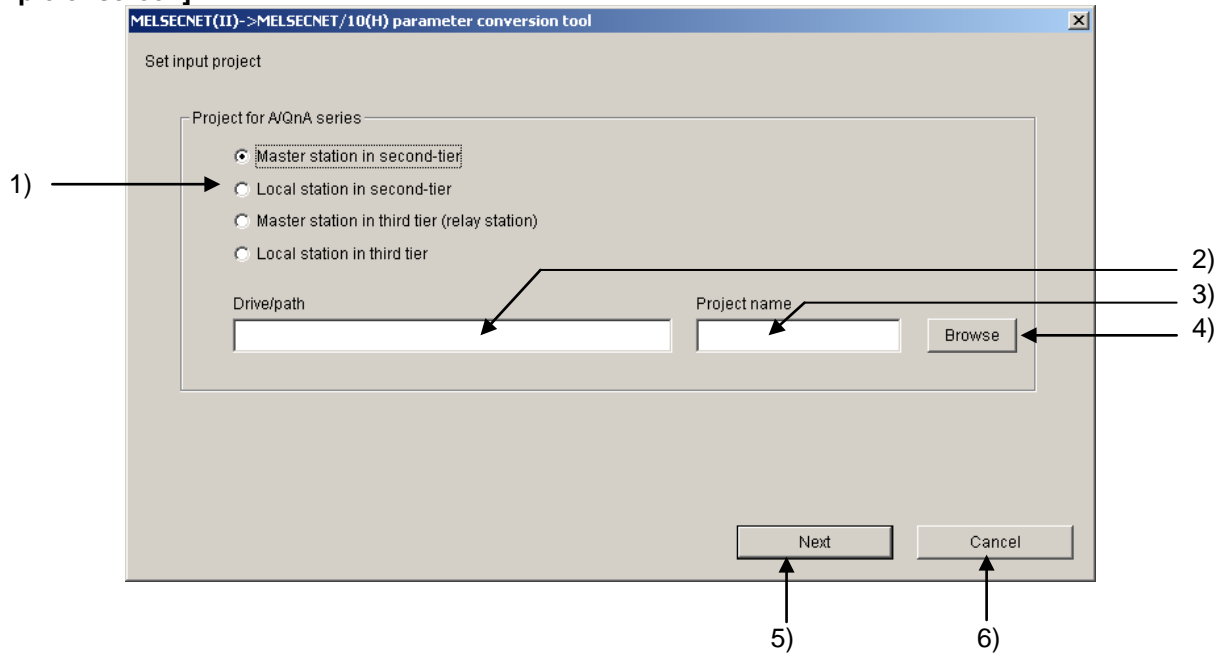 MELSECNET(II)->MELSECNET/10(H) parameter conversion tool
Set input project
Project for A/QnA series
Master station in second-tier
1)
Local station in second-tier
Master station in third tier (relay station)
Local station in third tier
2)
Drive/path Project name 3)
Browse 4)
Next Cancel
5) 6)